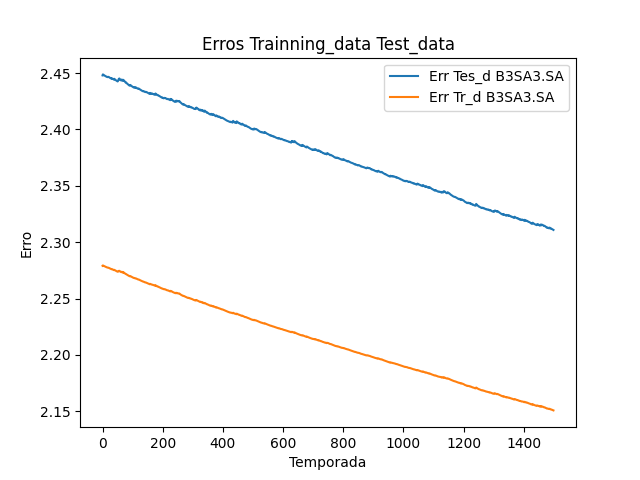 Erros Trainning_data Test_data
Err Tes_d B3SA3.SA
Err Tr_d B3SA3.SA
Erro
2.45
2.40
2.35
2.30
2.25
2.20
2.15
0 200 400 600 800 1000 1200 1400
Temporada